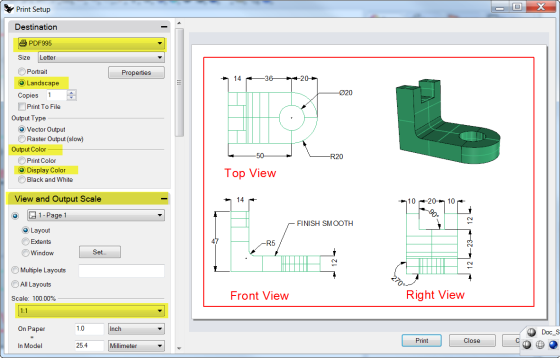 Print Setup
Destination
PDF995
Size Letter
Portrait Properties
Landscape
Copies 1
Print To File
Output Type
Vector Output
Raster Output (slow)
Output Color
Print Color
Display Color
Black and White
View and Output Scale
1 - Page 1
Layout
Extents
Window Set...
Multiple Layouts
All Layouts
Scale: 100.00%
1:1
On Paper 1.0 Inch
=
In Model 25.4 Millimeter
14 36 20
Ø20
50
R20
Top View
14
47
FINISH SMOOTH
R5
12
Front View
10 20 10
90°
12
23
12
270°
Right View
Print Close
Doc_S